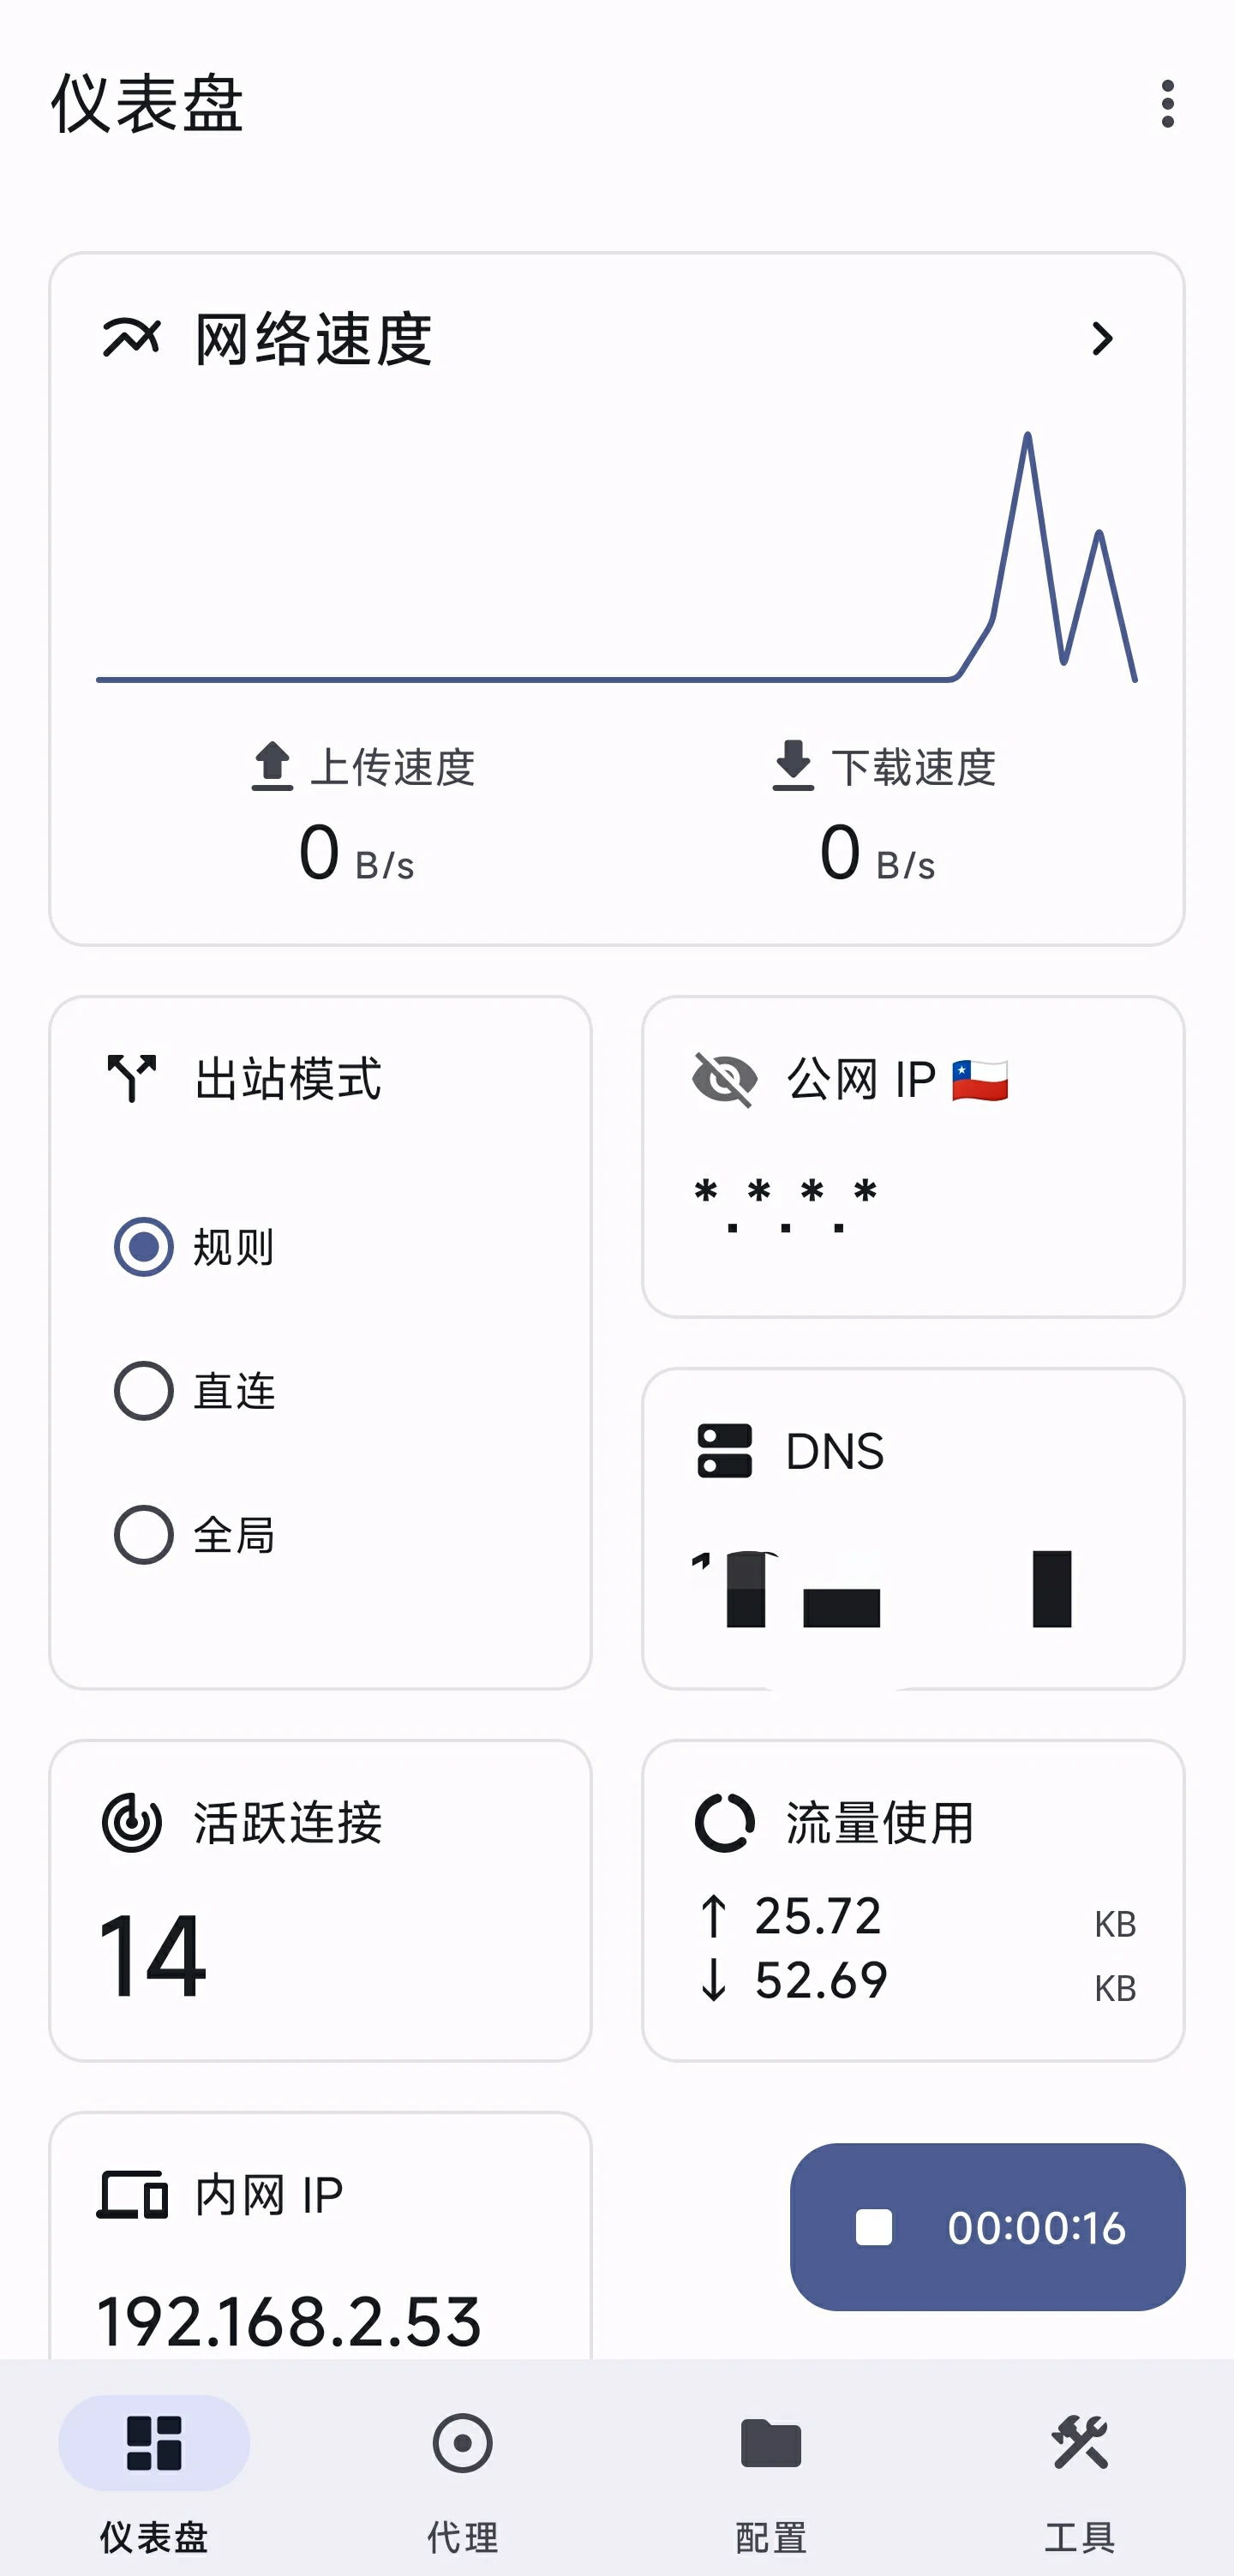 仪表盘
网络速度
上传速度
0 B/s
下载速度
0 B/s
出站模式
规则
直连
全局
公网 IP 🇨🇱
*.*.*.*
DNS
活跃连接
14
流量使用
↑ 25.72 KB
↓ 52.69 KB
内网 IP
192.168.2.53
00:00:16
仪表盘
代理
配置
工具